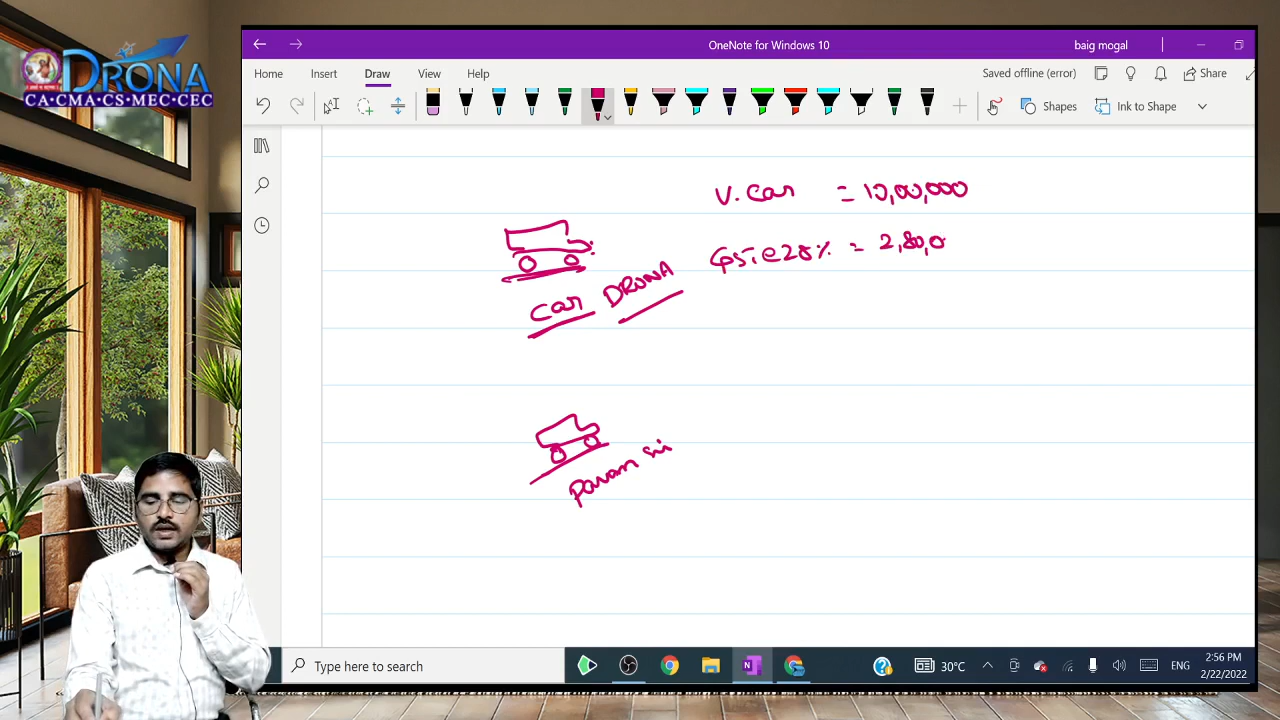 DRONA
CA•CMA•CS•MEC•CEC
OneNote for Windows 10
baig mogal
Home
Insert
Draw
View
Help
Saved offline (error)
Share
Shapes
Ink to Shape
V. Car = 10,00,000
GST@28% = 2,80,0
Car DRONA
Param Sir
Type here to search
30°C
ENG
2:56 PM
2/22/2022